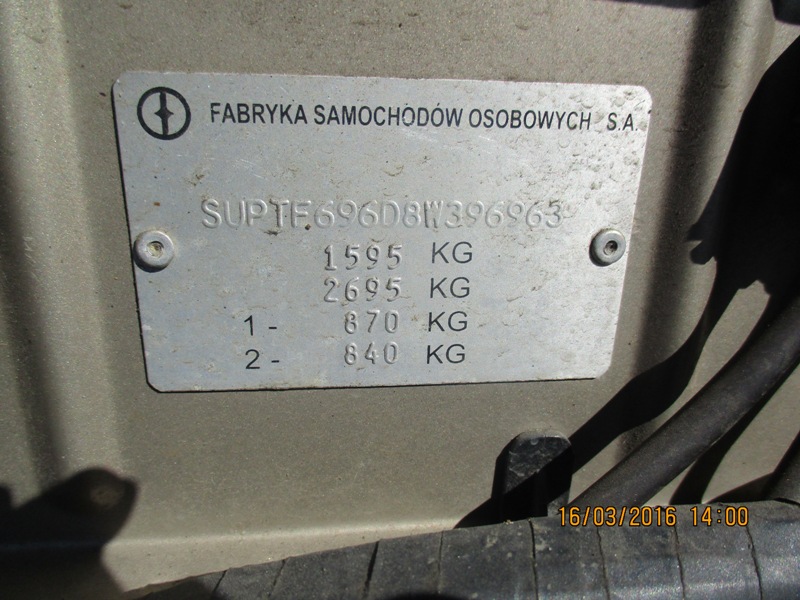 FABRYKA SAMOCHODÓW OSOBOWYCH S.A.
SUPTF696D8W396963
1595 KG
2695 KG
1- 870 KG
2- 840 KG
16/03/2016 14:00